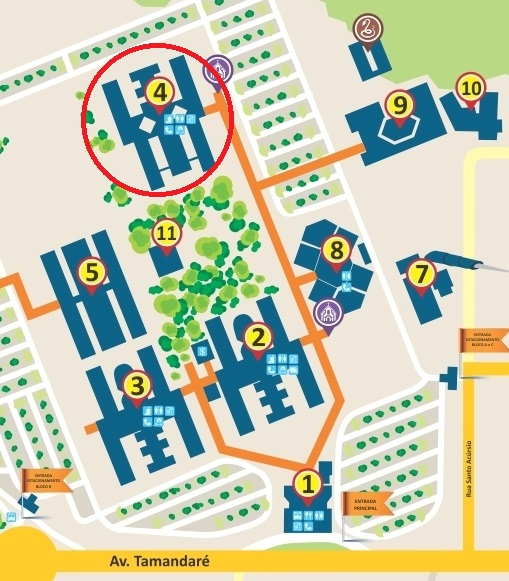 4
10
9
11
8
5
7
2
$
3
ENTRADA
ESTACIONAMENTO
BLOCO A e C
1
ENTRADA
ESTACIONAMENTO
BLOCO B
ENTRADA
PRINCIPAL
Rua Santo Acúrsio
Av. Tamandaré